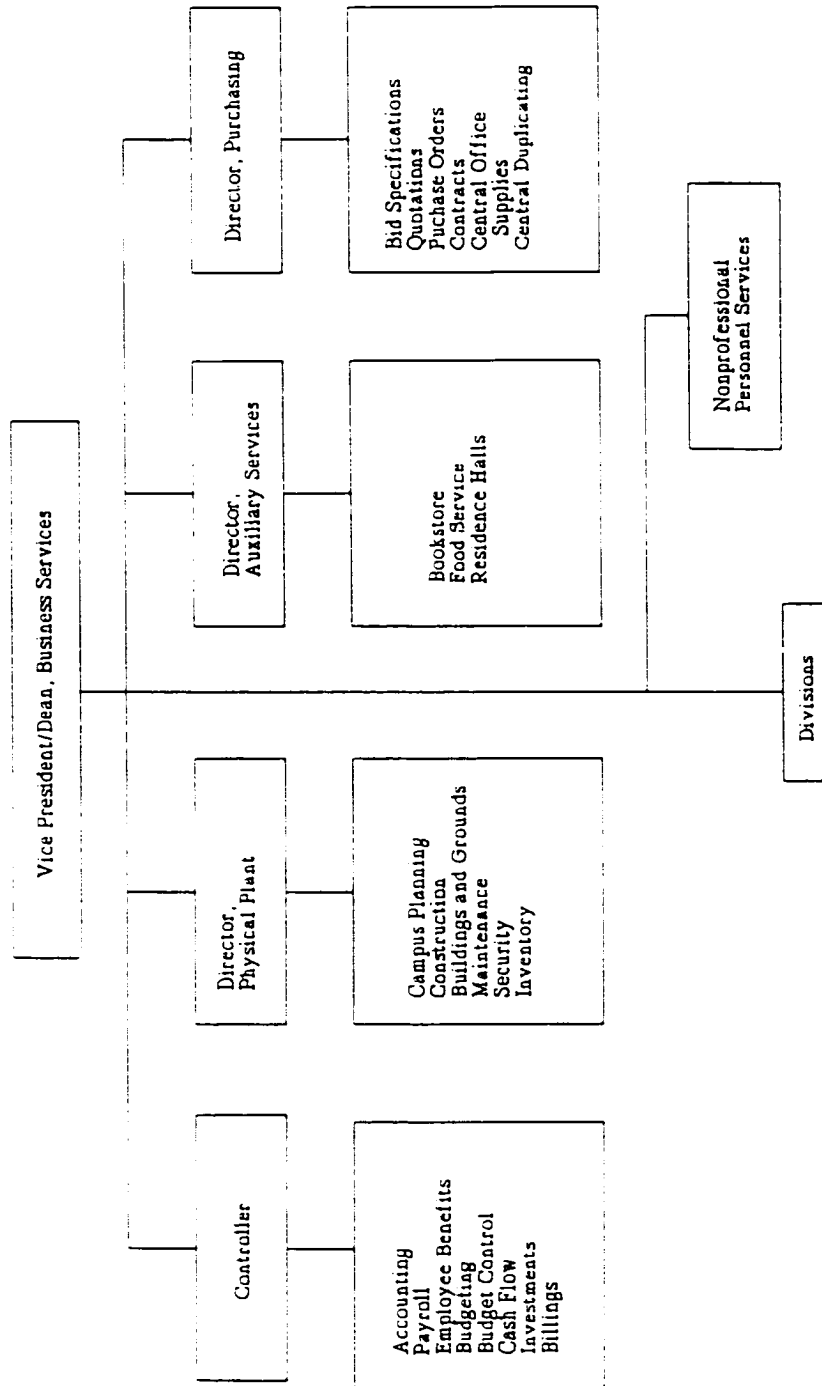 Vice President/Dean, Business Services
Controller
Director,
Physical Plant
Director,
Auxiliary Services
Director, Purchasing
Accounting
Payroll
Employee Benefits
Budgeting
Budget Control
Cash Flow
Investments
Billings
Campus Planning
Construction
Buildings and Grounds
Maintenance
Security
Inventory
Bookstore
Food Service
Residence Halls
Bid Specifications
Quotations
Puchase Orders
Contracts
Central Office
Supplies
Central Duplicating
Nonprofessional
Personnel Services
Divisions